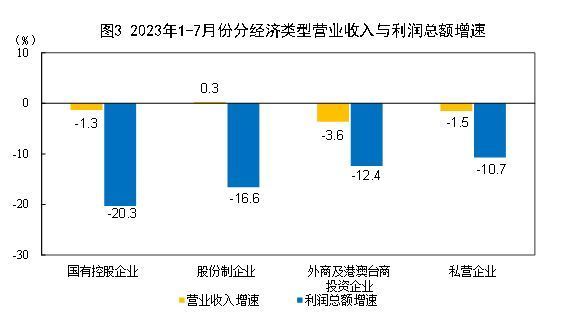 图3 2023年1-7月份分经济类型营业收入与利润总额增速
(%)
10
0
-10
-20
-30
-1.3
-20.3
0.3
-16.6
-3.6
-12.4
-1.5
-10.7
国有控股企业
股份制企业
外商及港澳台商
投资企业
私营企业
营业收入增速
利润总额增速